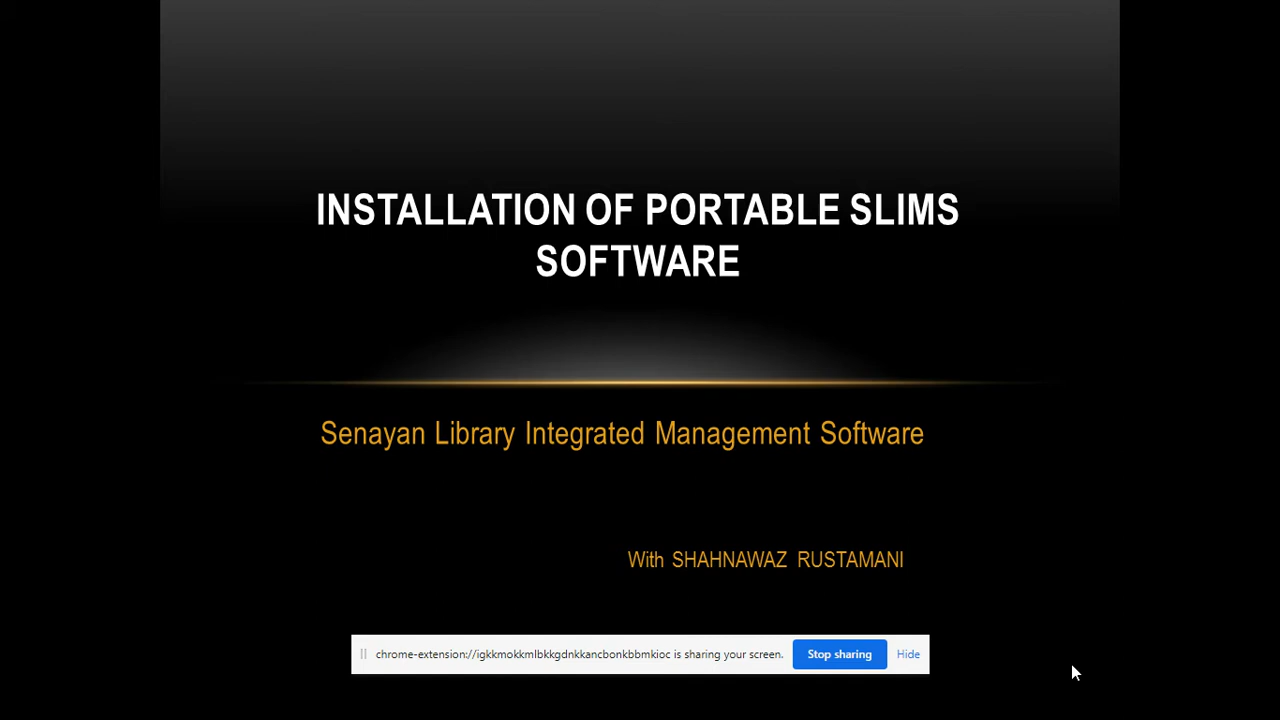 INSTALLATION OF PORTABLE SLIMS
SOFTWARE
Senayan Library Integrated Management Software
With SHAHNAWAZ RUSTAMANI
chrome-extension://igkkmokkmlbkkgdnkkancbonkbbmkioc is sharing your screen.
Stop sharing
Hide